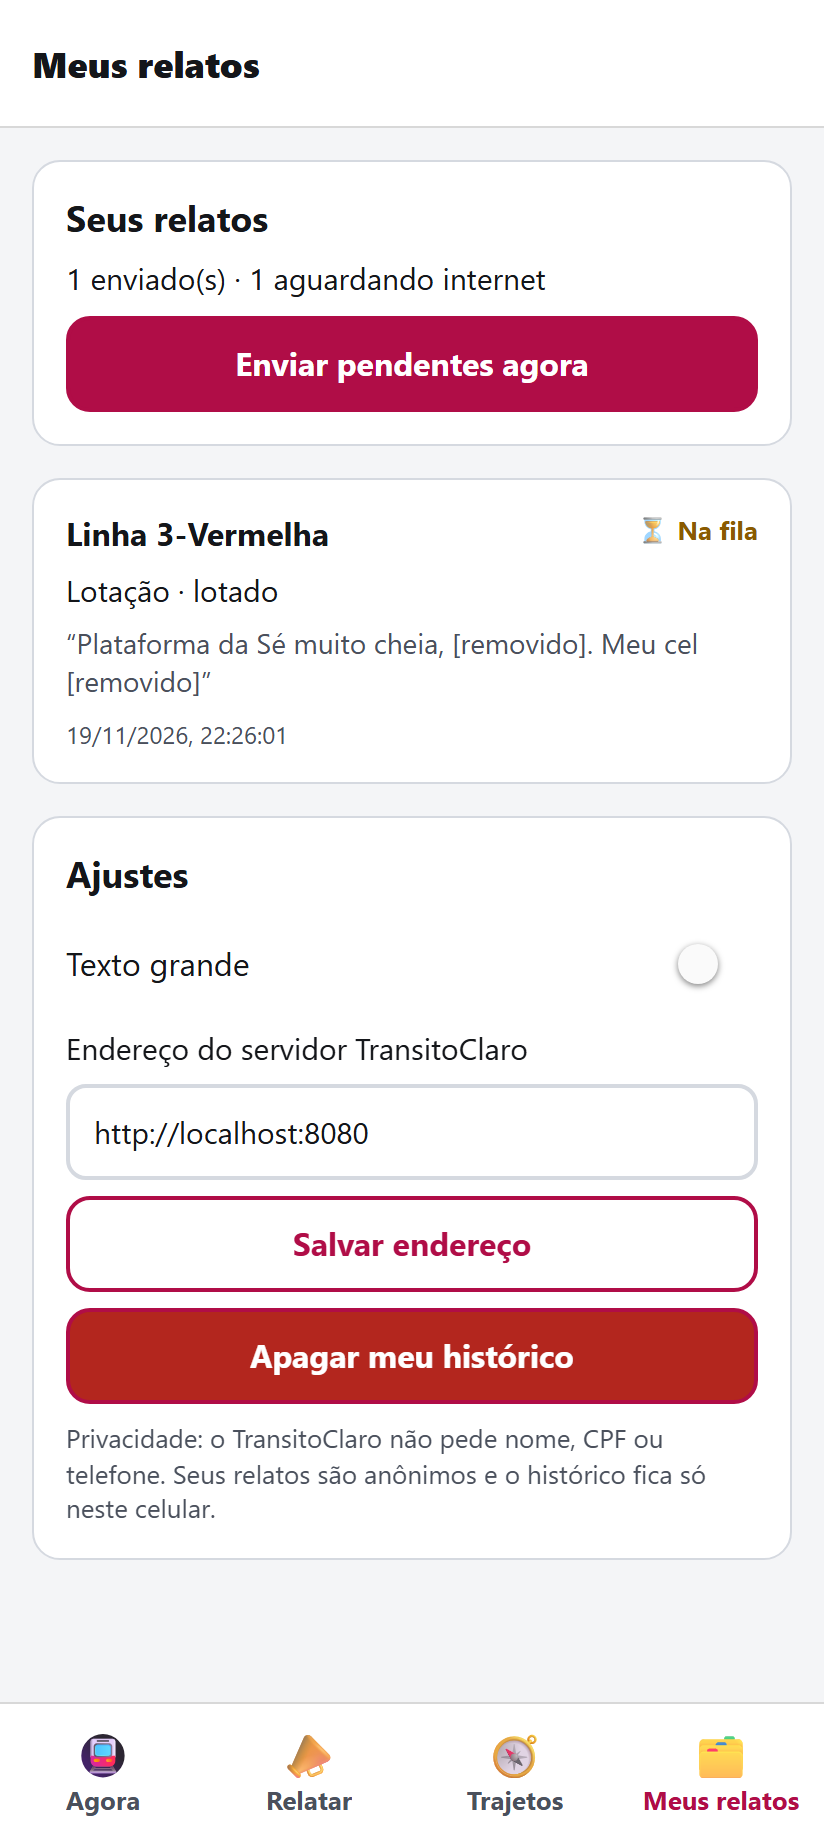 Meus relatos
Seus relatos
1 enviado(s) · 1 aguardando internet
Enviar pendentes agora
Linha 3-Vermelha
⏳ Na fila
Lotação · lotado
“Plataforma da Sé muito cheia, [removido]. Meu cel
[removido]”
19/11/2026, 22:26:01
Ajustes
Texto grande
Endereço do servidor TransitoClaro
http://localhost:8080
Salvar endereço
Apagar meu histórico
Privacidade: o TransitoClaro não pede nome, CPF ou
telefone. Seus relatos são anônimos e o histórico fica só
neste celular.
Agora
Relatar
Trajetos
Meus relatos